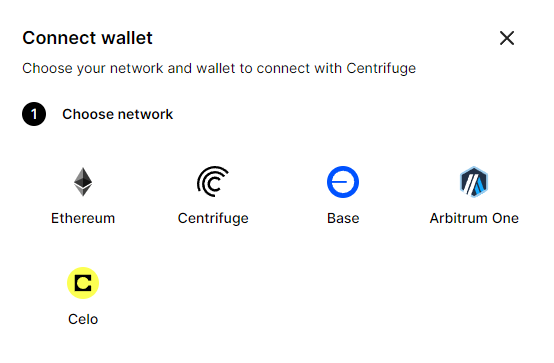 Connect wallet
Choose your network and wallet to connect with Centrifuge
1 Choose network
Ethereum Centrifuge Base Arbitrum One
Celo